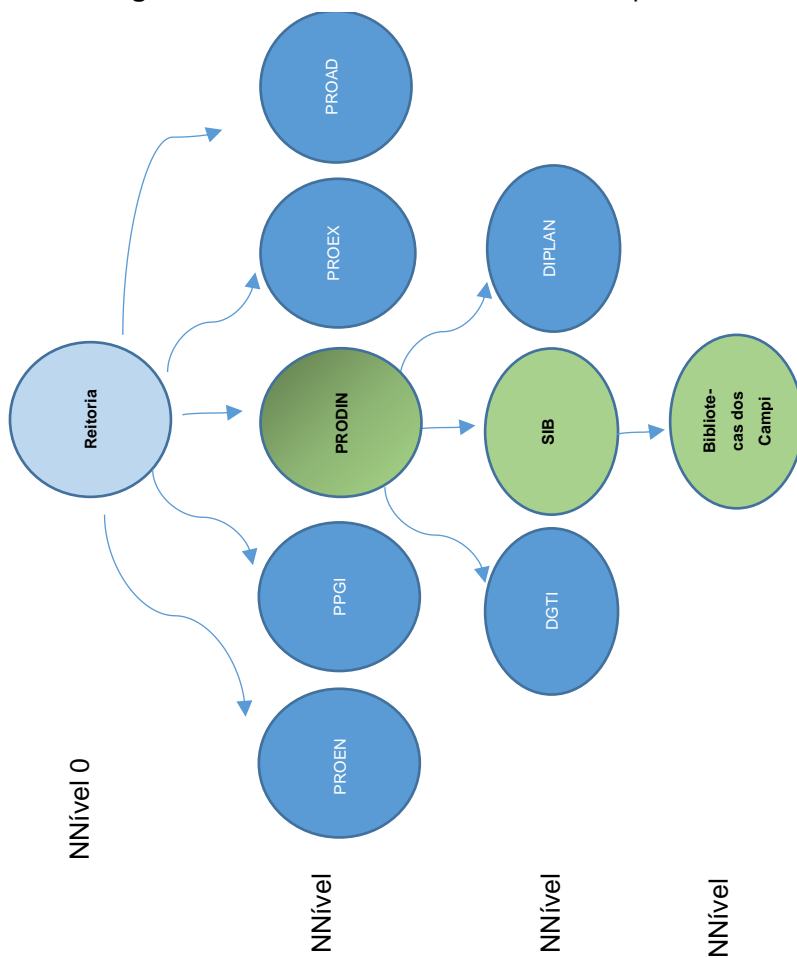 NNível 0
Reitoria
NNível
PROEN
PPGI
PRODIN
PROEX
PROAD
NNível
DGTI
SIB
DIPLAN
NNível
Bibliote-
cas dos
Campi